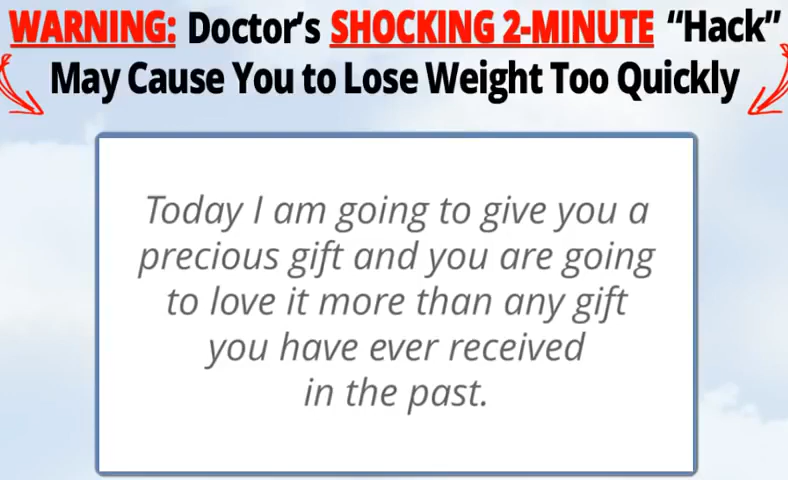 WARNING: Doctor's SHOCKING 2-MINUTE “Hack”
May Cause You to Lose Weight Too Quickly
Today I am going to give you a
precious gift and you are going
to love it more than any gift
you have ever received
in the past.